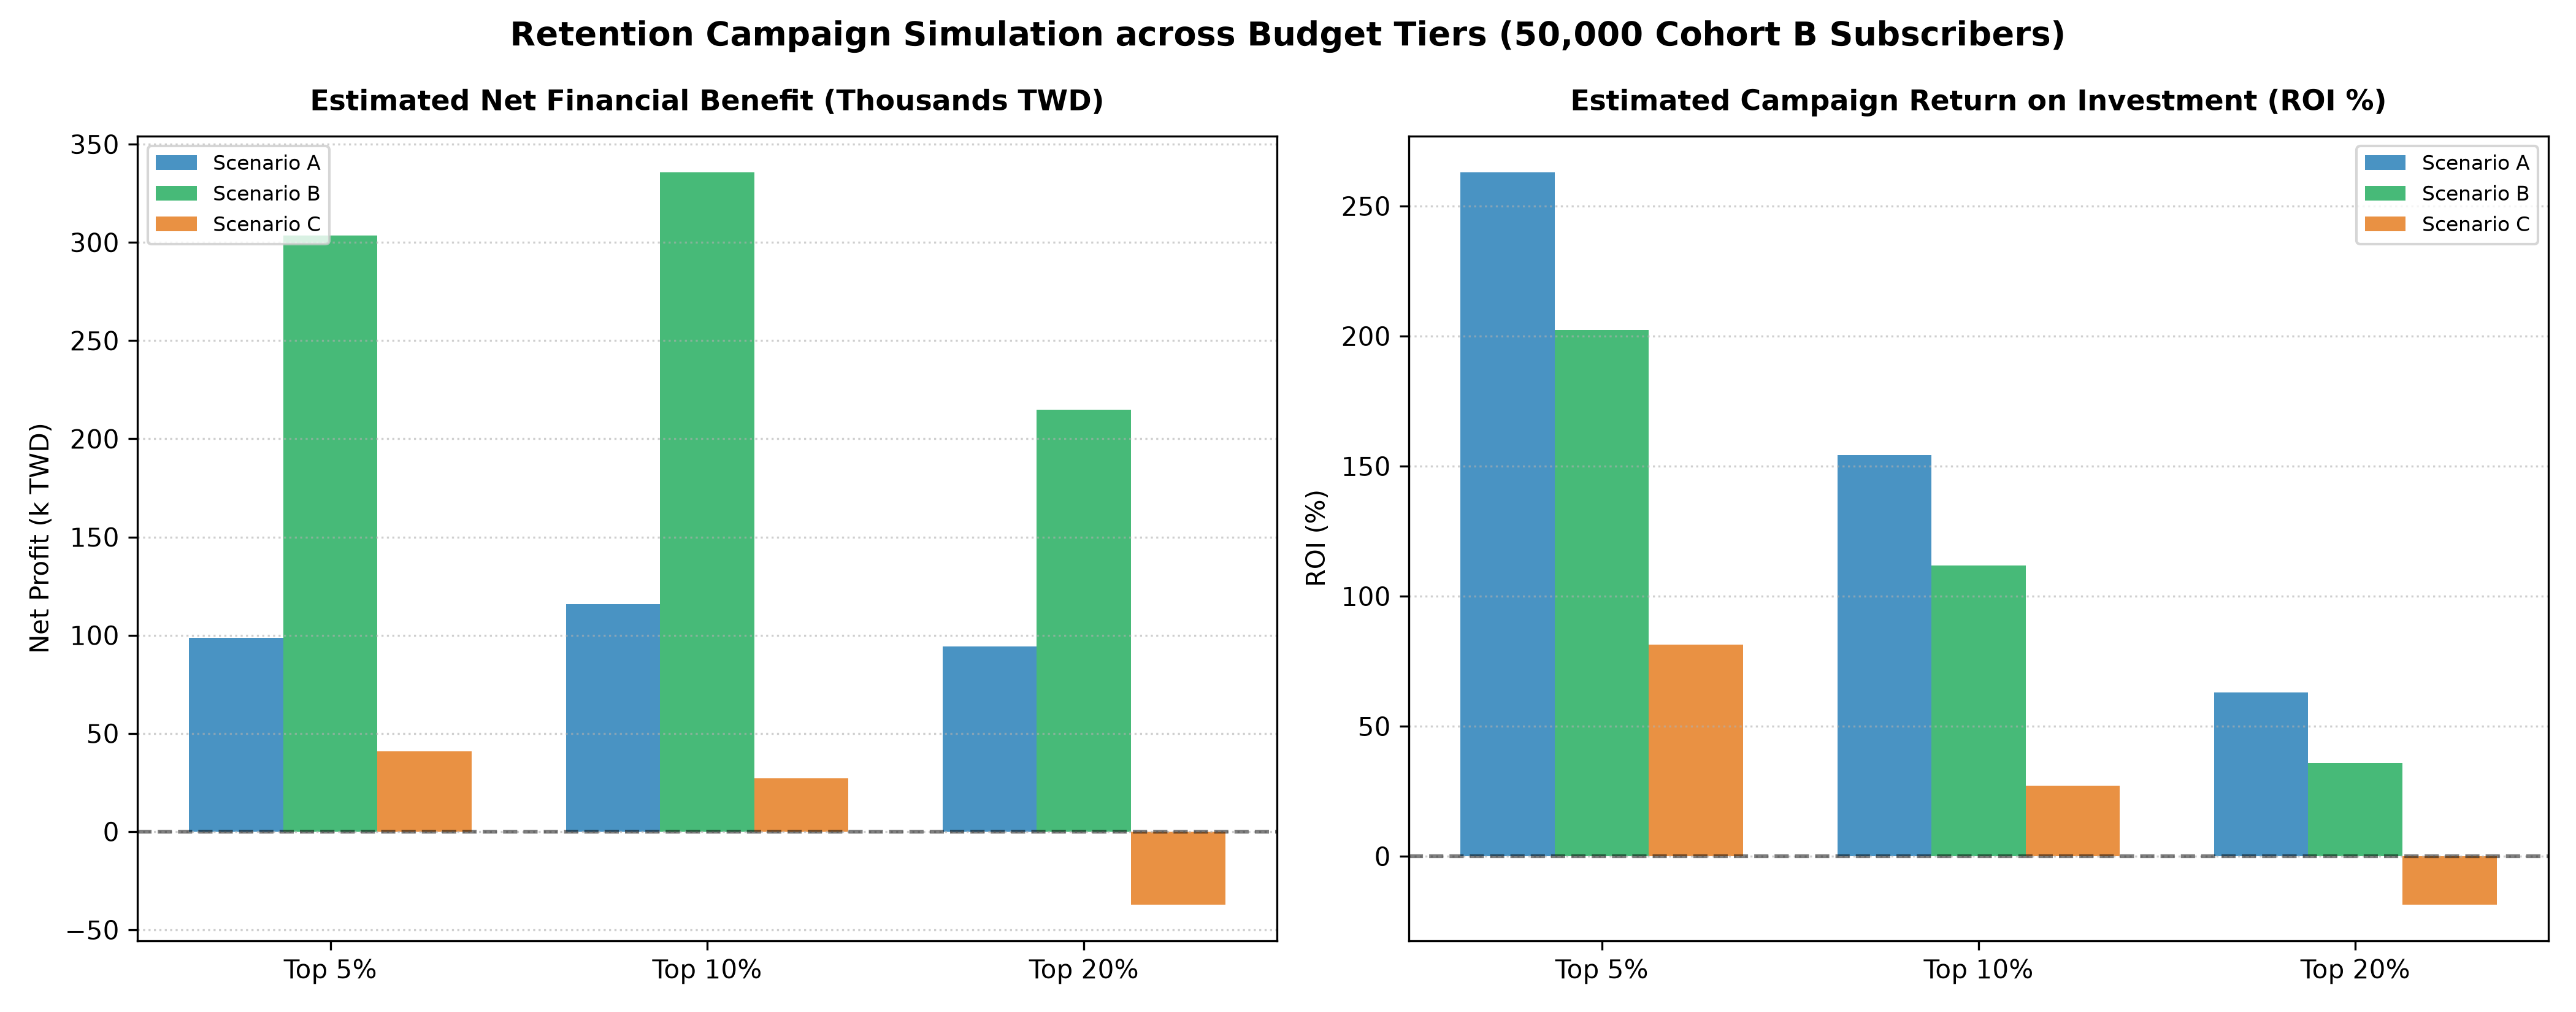 Retention Campaign Simulation across Budget Tiers (50,000 Cohort B Subscribers)
Estimated Net Financial Benefit (Thousands TWD)
Net Profit (k TWD)
350
300
250
200
150
100
50
0
−50
Scenario A
Scenario B
Scenario C
Top 5%
Top 10%
Top 20%
Estimated Campaign Return on Investment (ROI %)
ROI (%)
250
200
150
100
50
0
Scenario A
Scenario B
Scenario C
Top 5%
Top 10%
Top 20%